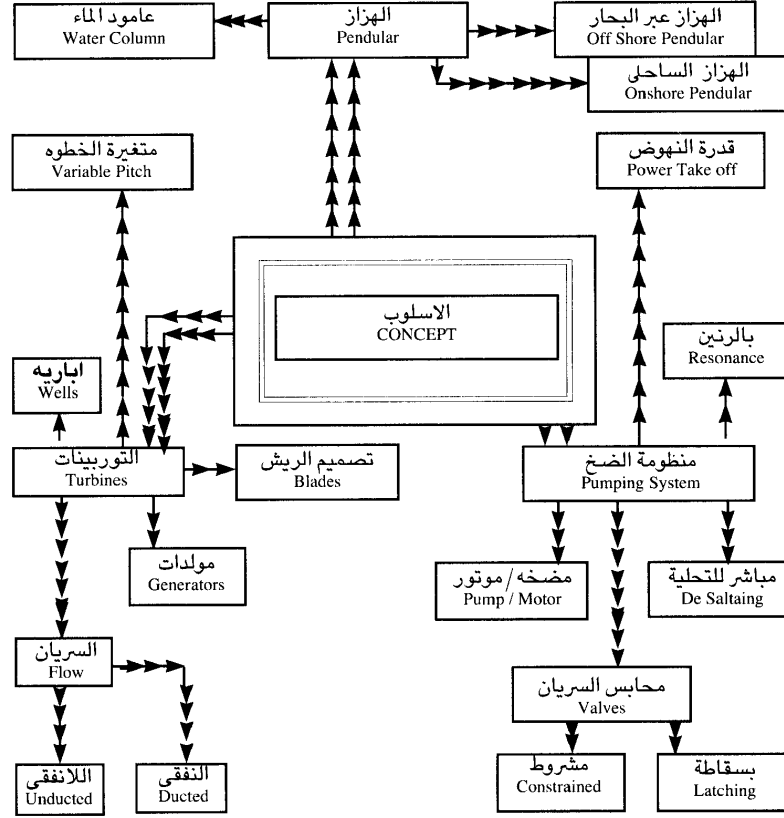 عامود الماء
Water Column
الهزاز
Pendular
الهزاز عبر البحار
Off Shore Pendular
الهزاز الساحلى
Onshore Pendular
متغيرة الخطوه
Variable Pitch
قدرة النهوض
Power Take off
الاسلوب
CONCEPT
بالرنين
Resonance
اباريه
Wells
التوربينات
Turbines
تصميم الريش
Blades
منظومة الضخ
Pumping System
مولدات
Generators
مضخه / موتور
Pump / Motor
مباشر للتحلية
De Saltaing
السريان
Flow
محابس السريان
Valves
اللانفقى
Unducted
النفقى
Ducted
مشروط
Constrained
بسقاطة
Latching